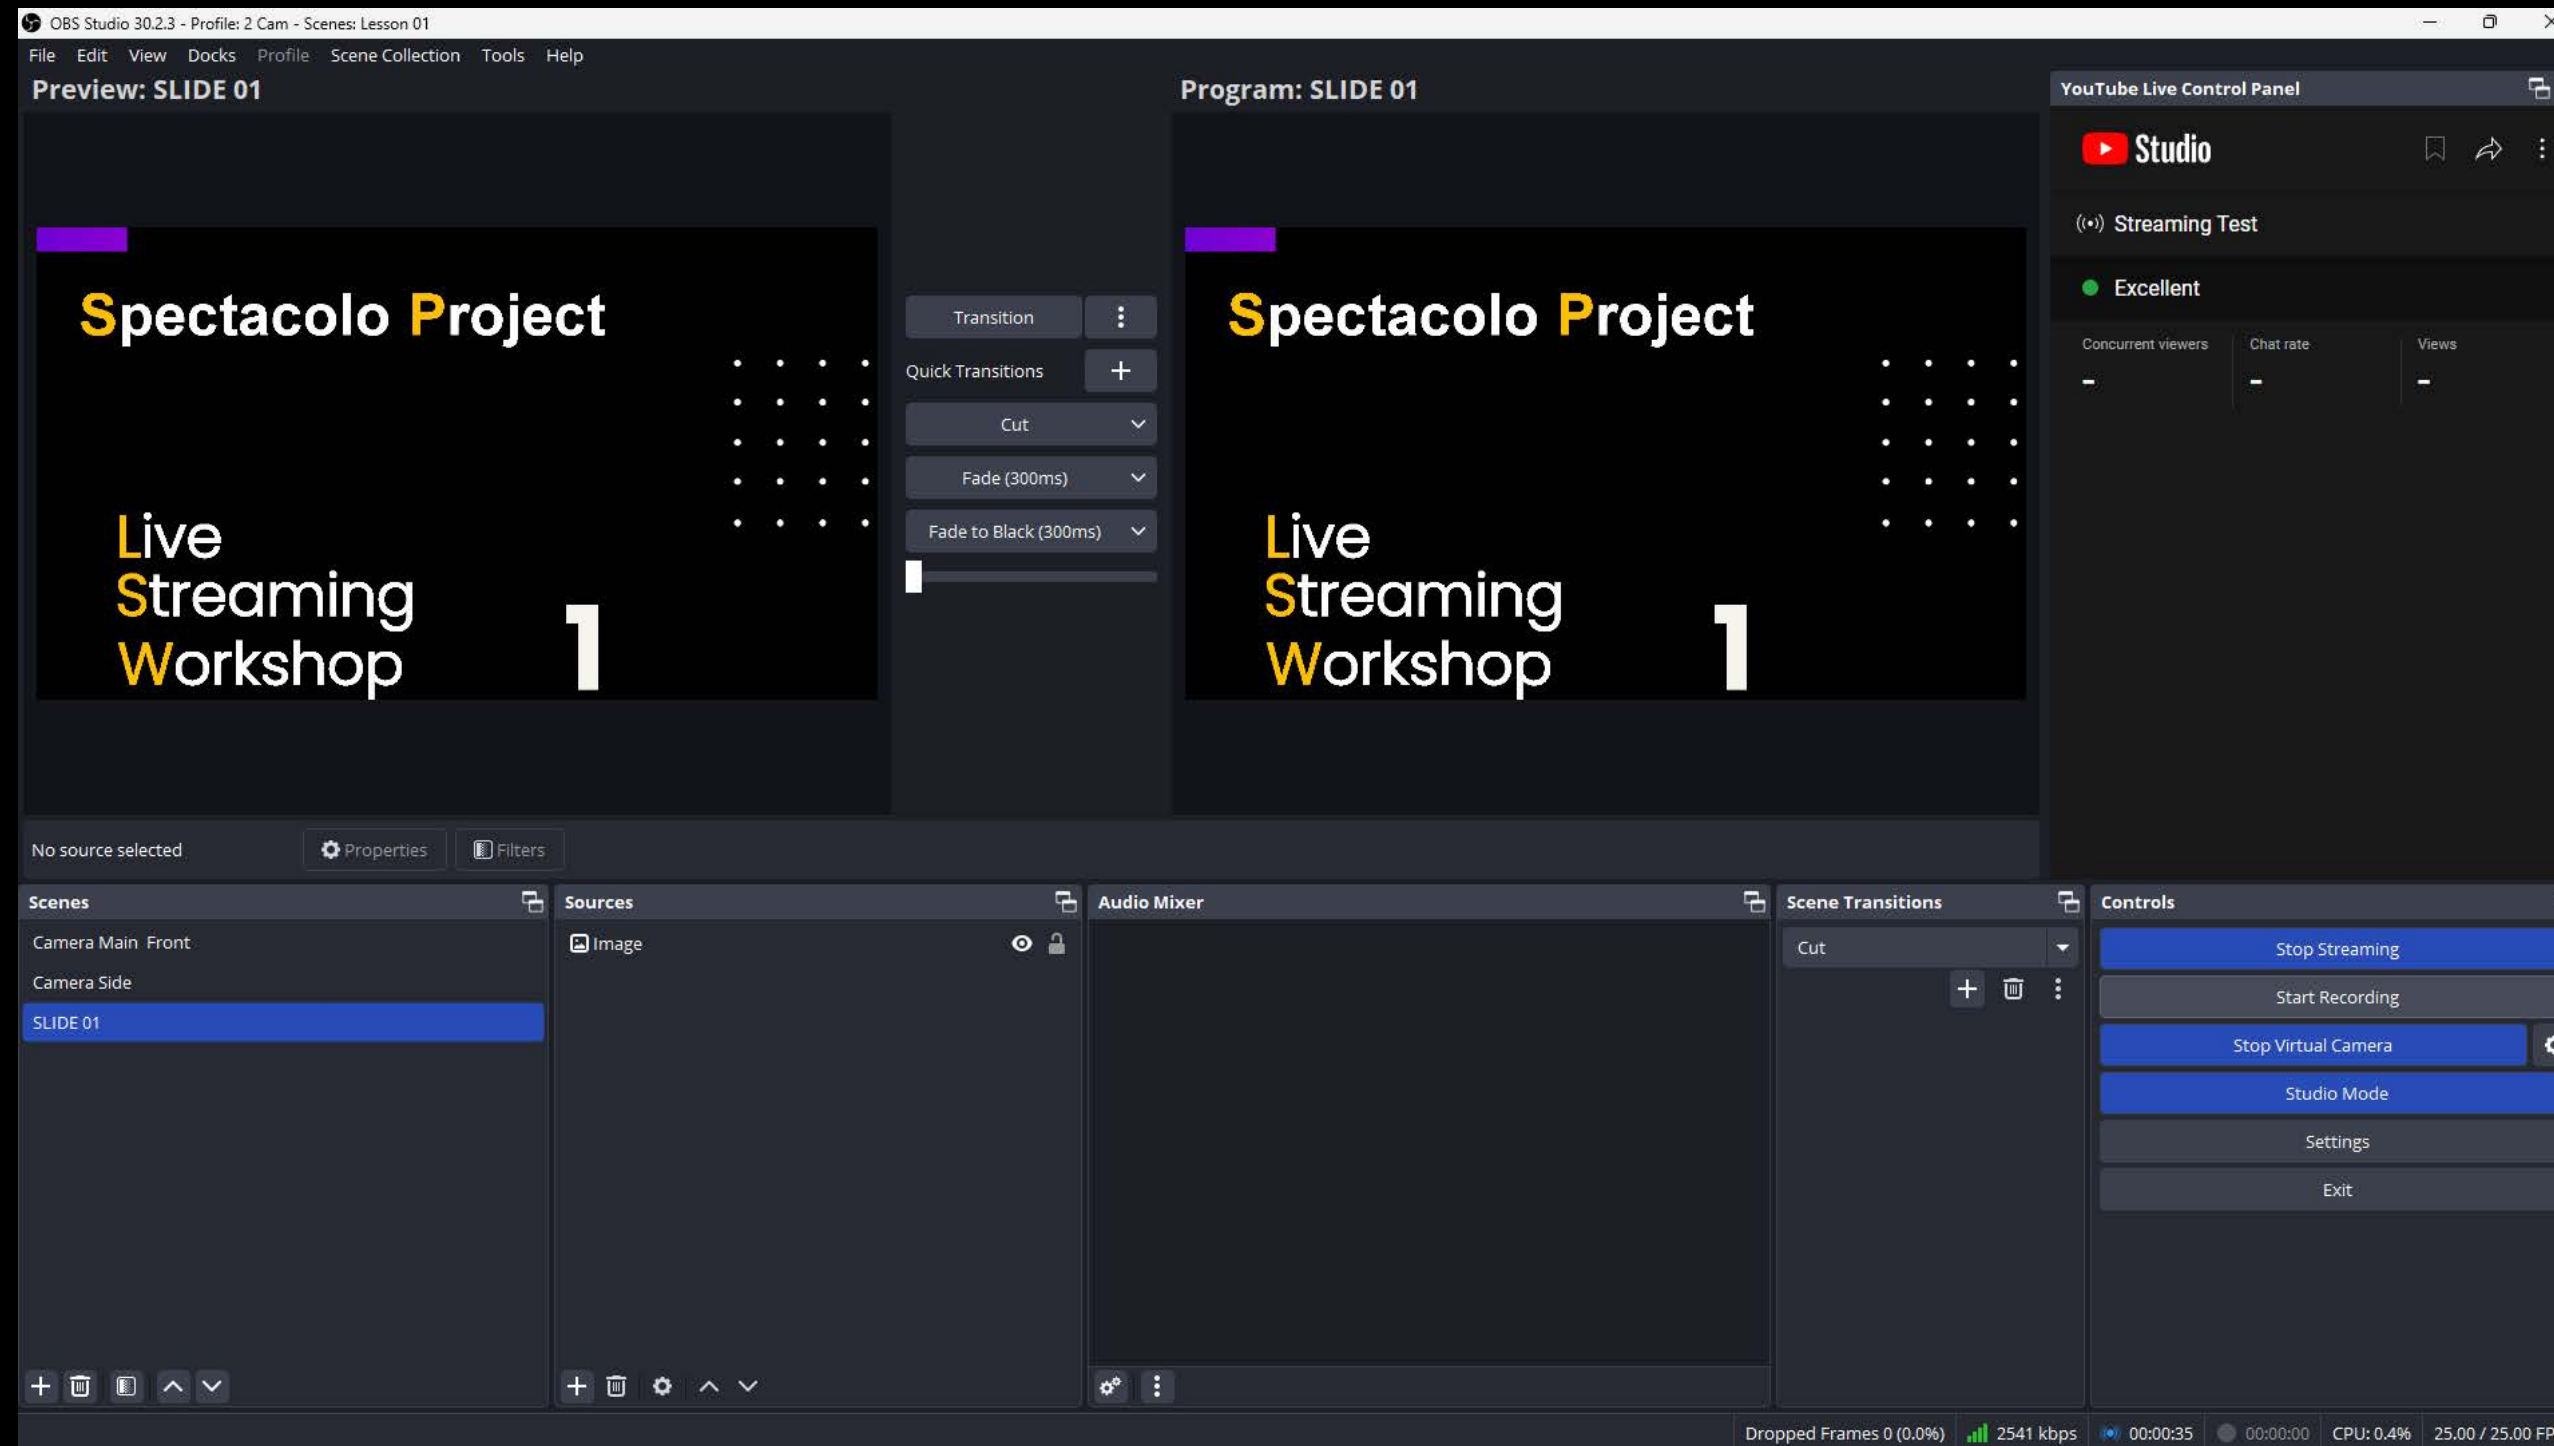 OBS Studio 30.2.3 - Profile: 2 Cam - Scenes: Lesson 01
File Edit View Docks Profile Scene Collection Tools Help
Preview: SLIDE 01
Spectacolo Project
Live
Streaming
Workshop 1
Transition
Quick Transitions
Cut
Fade (300ms)
Fade to Black (300ms)
Program: SLIDE 01
Spectacolo Project
Live
Streaming
Workshop 1
YouTube Live Control Panel
Studio
Streaming Test
Excellent
Concurrent viewers Chat rate Views
- - -
No source selected Properties Filters
Scenes
Camera Main Front
Camera Side
SLIDE 01
Sources
Image
Audio Mixer
Scene Transitions
Cut
Controls
Stop Streaming
Start Recording
Stop Virtual Camera
Studio Mode
Settings
Exit
Dropped Frames 0 (0.0%) 2541 kbps 00:00:35 00:00:00 CPU: 0.4% 25.00 / 25.00 FP